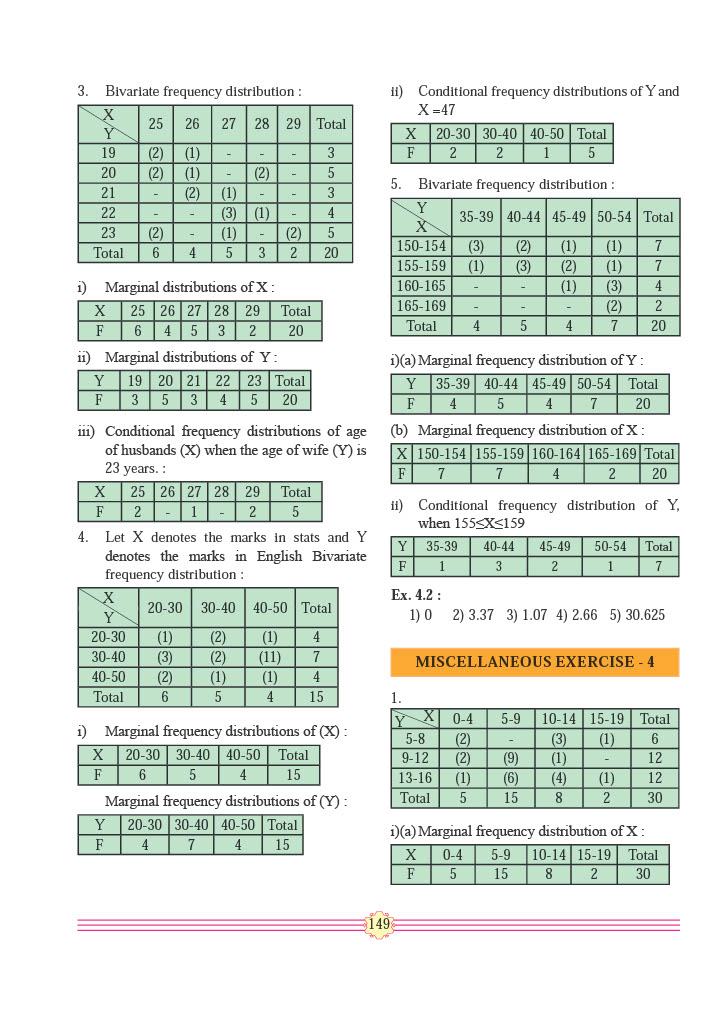 3. Bivariate frequency distribution :
X
Y 25 26 27 28 29 Total
19 (2) (1) - - - 3
20 (2) (1) - (2) - 5
21 - (2) (1) - - 3
22 - - (3) (1) - 4
23 (2) - (1) - (2) 5
Total 6 4 5 3 2 20
i) Marginal distributions of X :
X 25 26 27 28 29 Total
F 6 4 5 3 2 20
ii) Marginal distributions of Y :
Y 19 20 21 22 23 Total
F 3 5 3 4 5 20
iii) Conditional frequency distributions of age
of husbands (X) when the age of wife (Y) is
23 years. :
X 25 26 27 28 29 Total
F 2 - 1 - 2 5
4. Let X denotes the marks in stats and Y
denotes the marks in English Bivariate
frequency distribution :
X
Y 20-30 30-40 40-50 Total
20-30 (1) (2) (1) 4
30-40 (3) (2) (11) 7
40-50 (2) (1) (1) 4
Total 6 5 4 15
i) Marginal frequency distributions of (X) :
X 20-30 30-40 40-50 Total
F 6 5 4 15
Marginal frequency distributions of (Y) :
Y 20-30 30-40 40-50 Total
F 4 7 4 15
ii) Conditional frequency distributions of Y and
X =47
X 20-30 30-40 40-50 Total
F 2 2 1 5
5. Bivariate frequency distribution :
Y
X 35-39 40-44 45-49 50-54 Total
150-154 (3) (2) (1) (1) 7
155-159 (1) (3) (2) (1) 7
160-165 - - (1) (3) 4
165-169 - - - (2) 2
Total 4 5 4 7 20
i)(a) Marginal frequency distribution of Y :
Y 35-39 40-44 45-49 50-54 Total
F 4 5 4 7 20
(b) Marginal frequency distribution of X :
X 150-154 155-159 160-164 165-169 Total
F 7 7 4 2 20
ii) Conditional frequency distribution of Y,
when 155≤X≤159
Y 35-39 40-44 45-49 50-54 Total
F 1 3 2 1 7
Ex. 4.2 :
1) 0 2) 3.37 3) 1.07 4) 2.66 5) 30.625
MISCELLANEOUS EXERCISE - 4
1.
Y X 0-4 5-9 10-14 15-19 Total
5-8 (2) - (3) (1) 6
9-12 (2) (9) (1) - 12
13-16 (1) (6) (4) (1) 12
Total 5 15 8 2 30
i)(a) Marginal frequency distribution of X :
X 0-4 5-9 10-14 15-19 Total
F 5 15 8 2 30
149